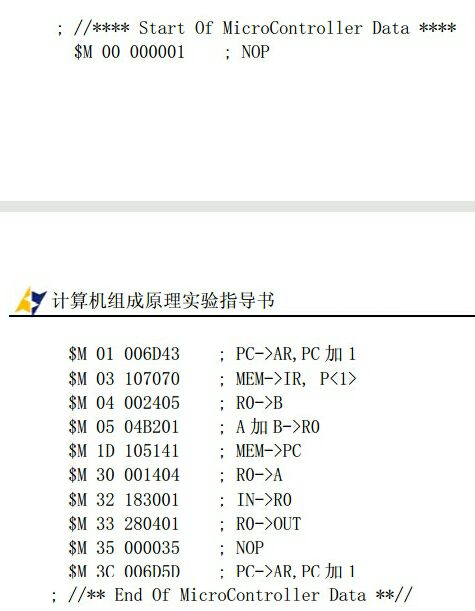 ; //**** Start Of MicroController Data ****
$M 00 000001 ; NOP
计算机组成原理实验指导书
$M 01 006D43 ; PC->AR,PC 加 1
$M 03 107070 ; MEM->IR, P<1>
$M 04 002405 ; R0->B
$M 05 04B201 ; A 加 B->R0
$M 1D 105141 ; MEM->PC
$M 30 001404 ; R0->A
$M 32 183001 ; IN->R0
$M 33 280401 ; R0->OUT
$M 35 000035 ; NOP
$M 3C 006D5D ; PC->AR,PC 加 1
; //** End Of MicroController Data **//